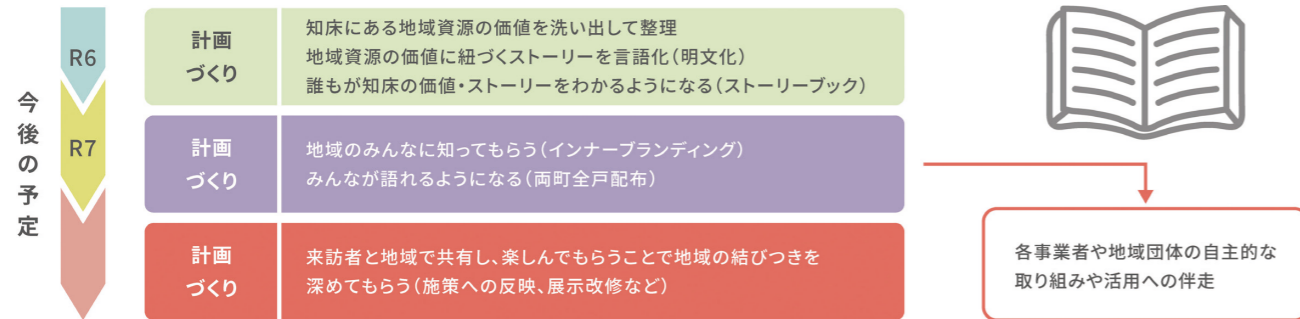 今後の予定
R6
計画
づくり
知床にある地域資源の価値を洗い出して整理
地域資源の価値に紐づくストーリーを言語化（明文化）
誰もが知床の価値・ストーリーをわかるようになる（ストーリーブック）
R7
計画
づくり
地域のみんなに知ってもらう（インナーブランディング）
みんなが語れるようになる（両町全戸配布）
計画
づくり
来訪者と地域で共有し、楽しんでもらうことで地域の結びつきを
深めてもらう（施策への反映、展示改修など）
各事業者や地域団体の自主的な
取り組みや活用への伴走